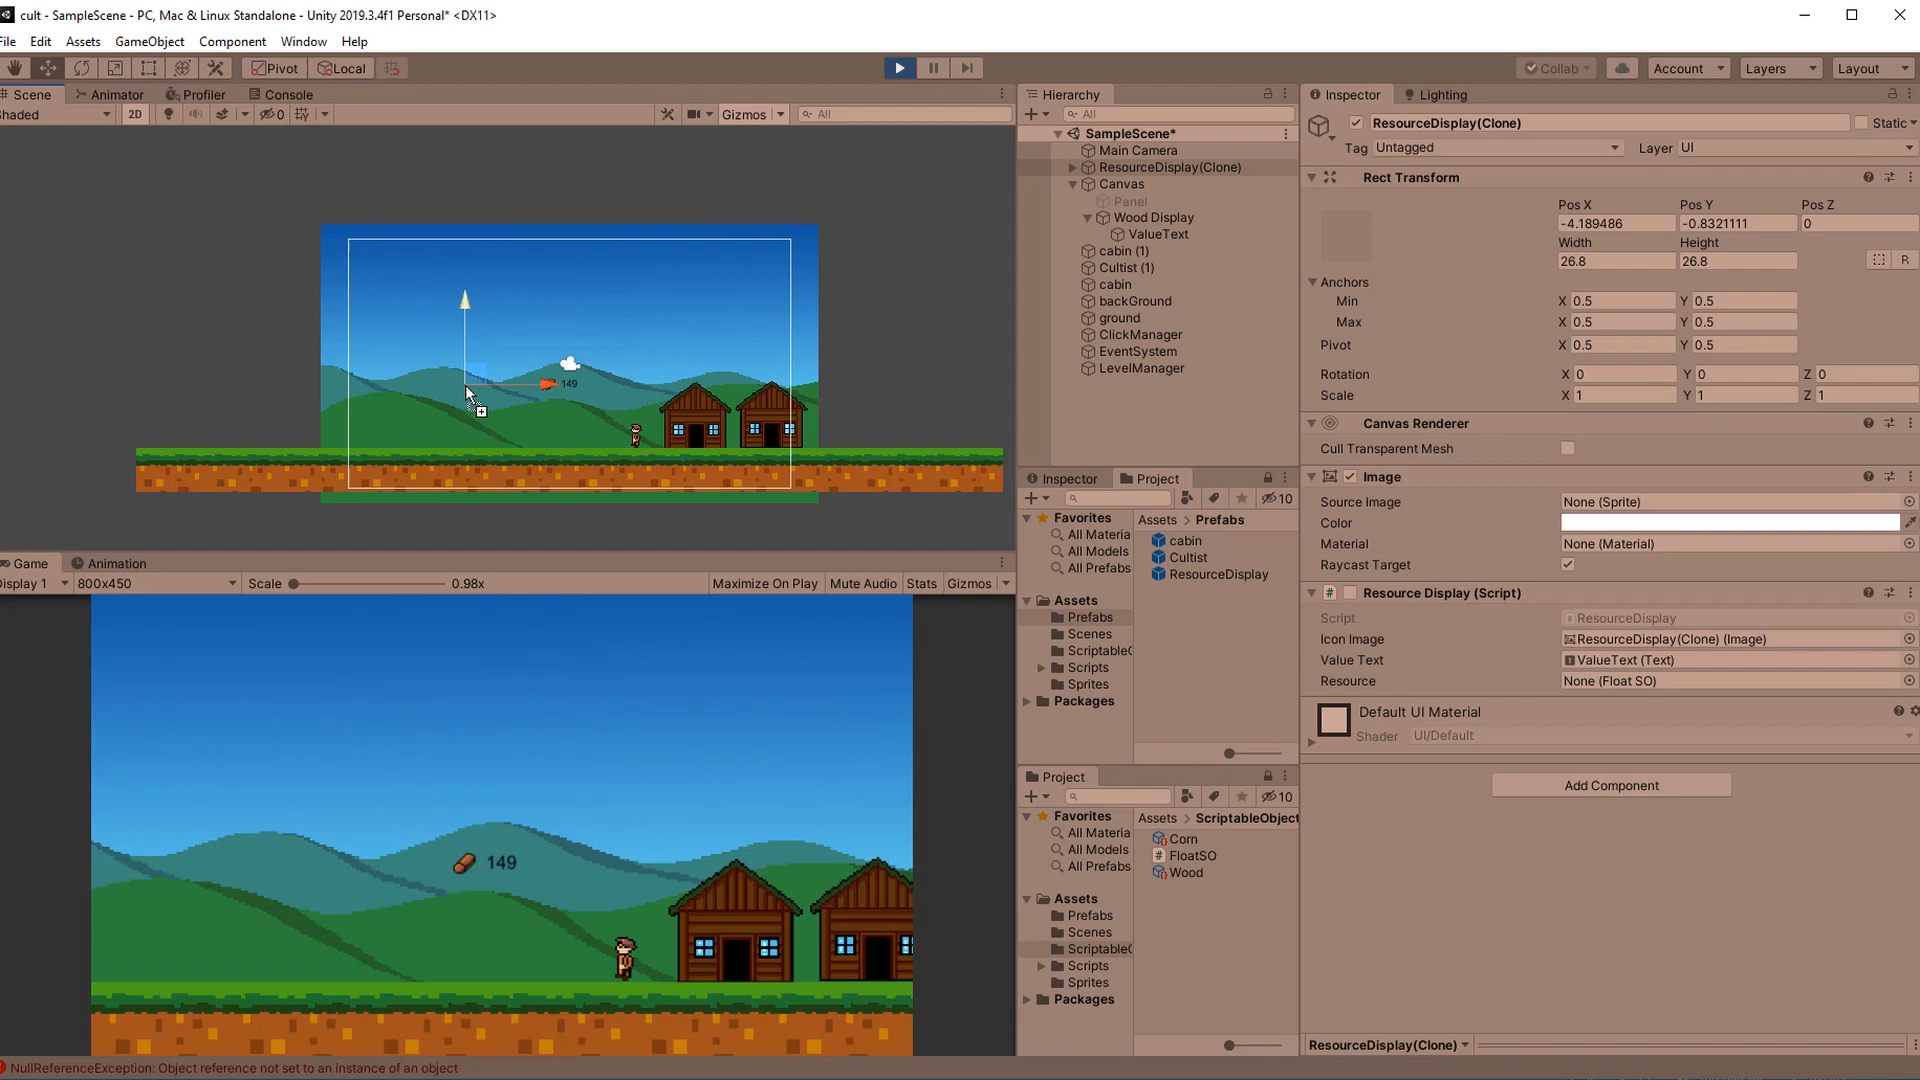 cult - SampleScene - PC, Mac & Linux Standalone - Unity 2019.3.4f1 Personal* <DX11>
File Edit Assets GameObject Component Window Help
Pivot Local Collab Account Layers Layout
Scene Animator Profiler Console
Shaded 2D 0 Gizmos All
149
Game Animation
Display 1 800x450 Scale 0.98x Maximize On Play Mute Audio Stats Gizmos
149
NullReferenceException: Object reference not set to an instance of an object
Hierarchy
All
SampleScene*
Main Camera
ResourceDisplay(Clone)
Canvas
Panel
Wood Display
ValueText
cabin (1)
Cultist (1)
cabin
backGround
ground
ClickManager
EventSystem
LevelManager
Inspector Project
10
Favorites
All Materia
All Models
All Prefabs
Assets
Prefabs
Scenes
Scriptable
Scripts
Sprites
Packages
Assets > Prefabs
cabin
Cultist
ResourceDisplay
Project
10
Favorites
All Materia
All Models
All Prefabs
Assets
Prefabs
Scenes
Scriptable
Scripts
Sprites
Packages
Assets > ScriptableObject
Corn
FloatSO
Wood
Inspector Lighting
ResourceDisplay(Clone) Static
Tag Untagged Layer UI
Rect Transform
Pos X Pos Y Pos Z
-4.189486 -0.8321111 0
Width Height
26.8 26.8 R
Anchors
Min X 0.5 Y 0.5
Max X 0.5 Y 0.5
Pivot X 0.5 Y 0.5
Rotation X 0 Y 0 Z 0
Scale X 1 Y 1 Z 1
Canvas Renderer
Cull Transparent Mesh
Image
Source Image None (Sprite)
Color
Material None (Material)
Raycast Target
Resource Display (Script)
Script ResourceDisplay
Icon Image ResourceDisplay(Clone) (Image)
Value Text ValueText (Text)
Resource None (Float SO)
Default UI Material
Shader UI/Default
Add Component
ResourceDisplay(Clone)